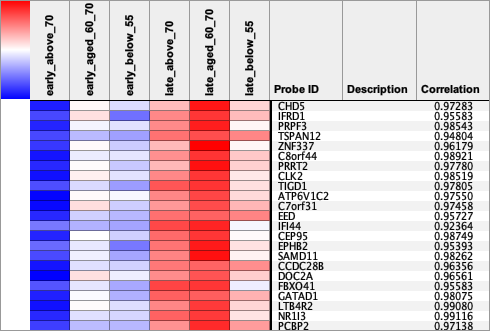 early_above_70
early_aged_60_70
early_below_55
late_above_70
late_aged_60_70
late_below_55
Probe ID Description Correlation
CHD5 0.97283
IFRD1 0.95583
PRPF3 0.98543
TSPAN12 0.94804
ZNF337 0.96179
C8orf44 0.98921
PRRT2 0.97780
CLK2 0.98519
TIGD1 0.97805
ATP6V1C2 0.97550
C7orf31 0.97458
EED 0.95727
IFI44 0.92364
CEP95 0.98749
EPHB2 0.95393
SAMD11 0.98262
CCDC28B 0.96356
DOC2A 0.96561
FBXO41 0.95583
GATAD1 0.98075
LTB4R2 0.99080
NR1I3 0.99116
PCBP2 0.97138